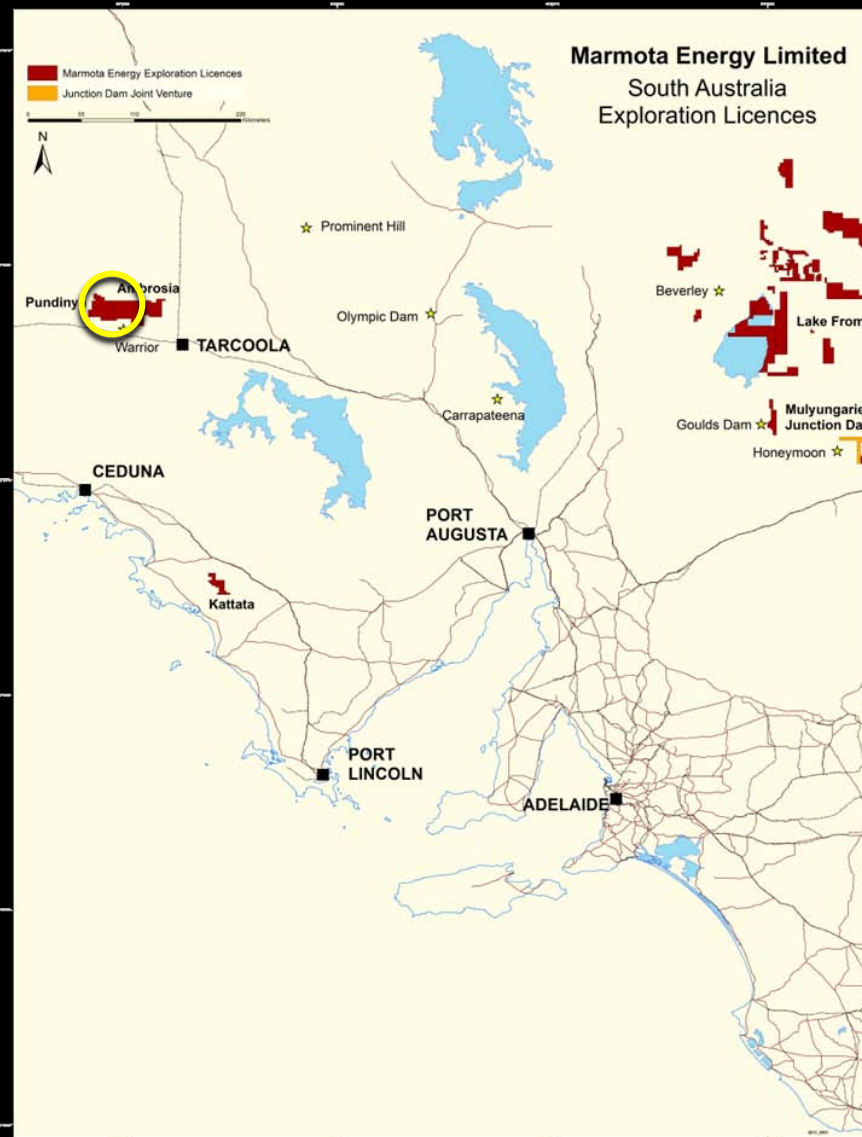 Marmota Energy Limited
South Australia
Exploration Licences
Marmota Energy Exploration Licences
Junction Dam Joint Venture
N
Prominent Hill
Ambrosia
Pundiny
Beverley
Olympic Dam
Lake From
Warrior
TARCOOLA
Carrapateena
Mulyungarie
Goulds Dam
Junction Da
Honeymoon
CEDUNA
PORT
AUGUSTA
Kattata
PORT
LINCOLN
ADELAIDE